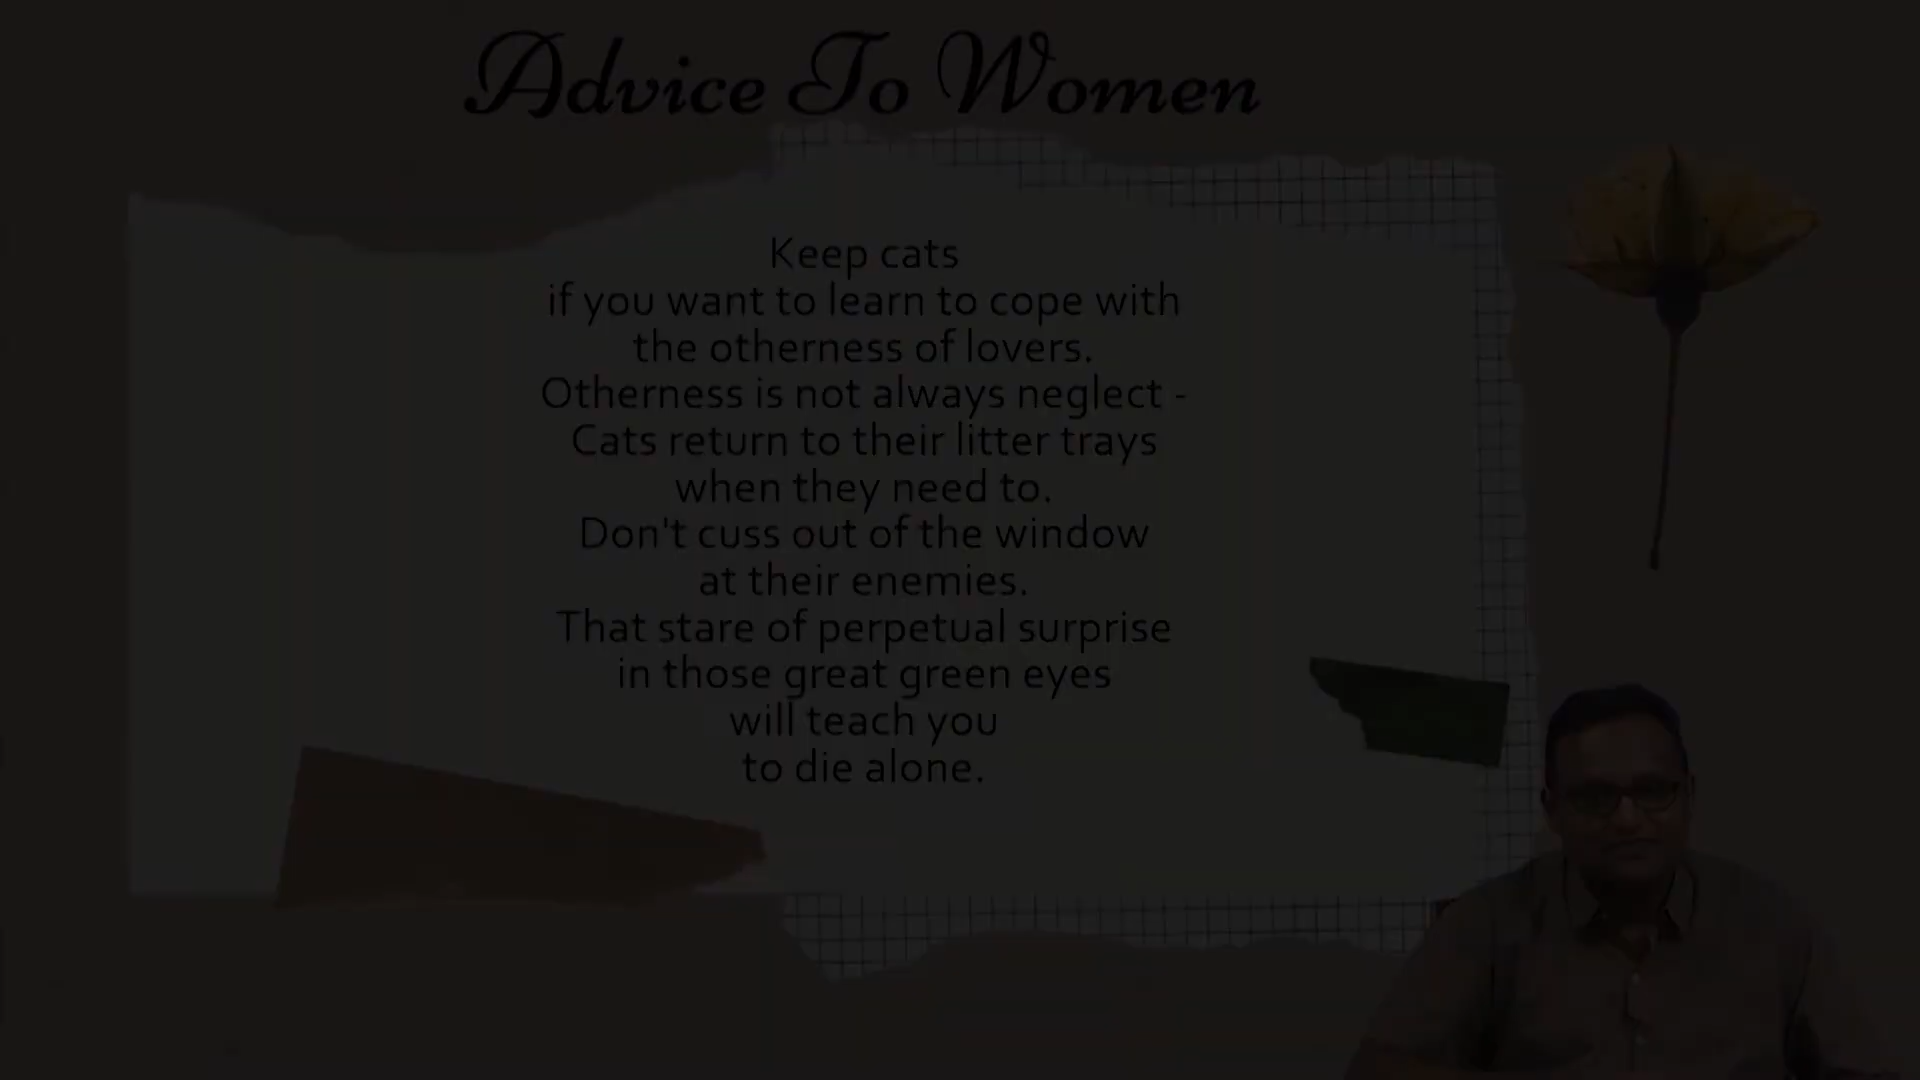 Advice To Women
Keep cats
if you want to learn to cope with
the otherness of lovers.
Otherness is not always neglect -
Cats return to their litter trays
when they need to.
Don't cuss out of the window
at their enemies.
That stare of perpetual surprise
in those great green eyes
will teach you
to die alone.